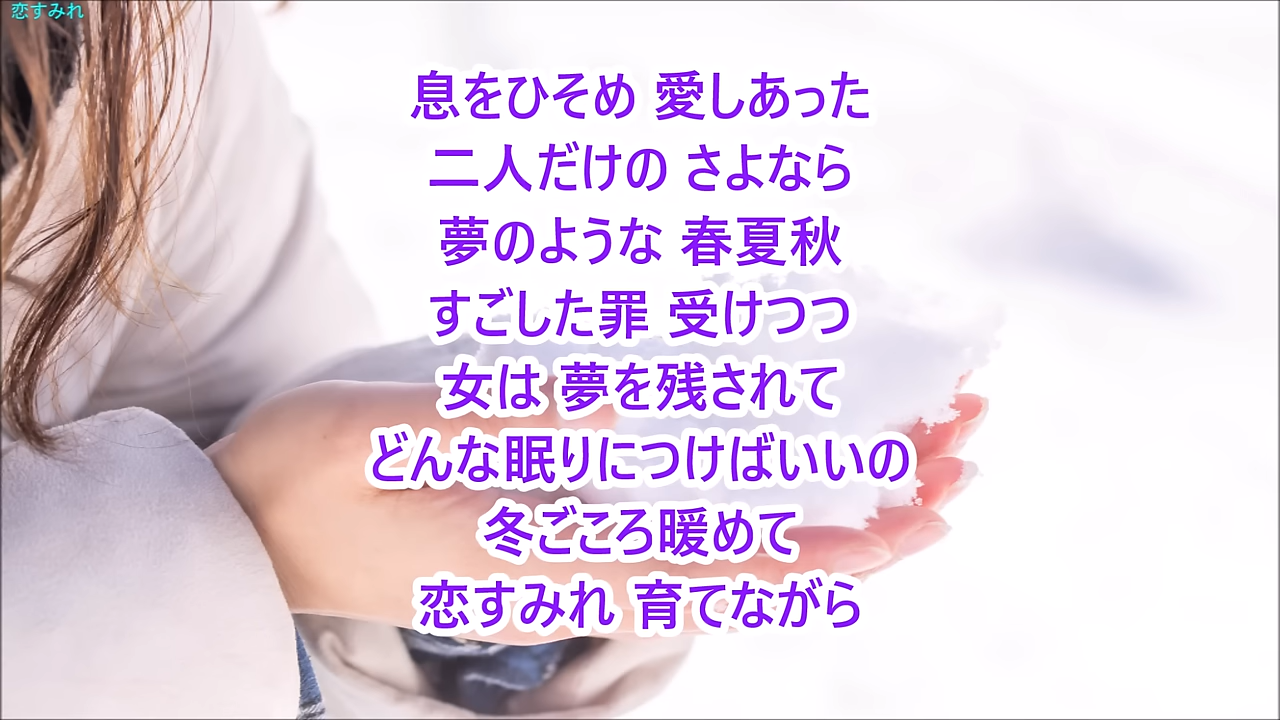 恋すみれ
息をひそめ 愛しあった
二人だけの さよなら
夢のような 春夏秋
すごした罪 受けつつ
女は 夢を残されて
どんな眠りにつけばいいの
冬ごころ暖めて
恋すみれ 育てながら